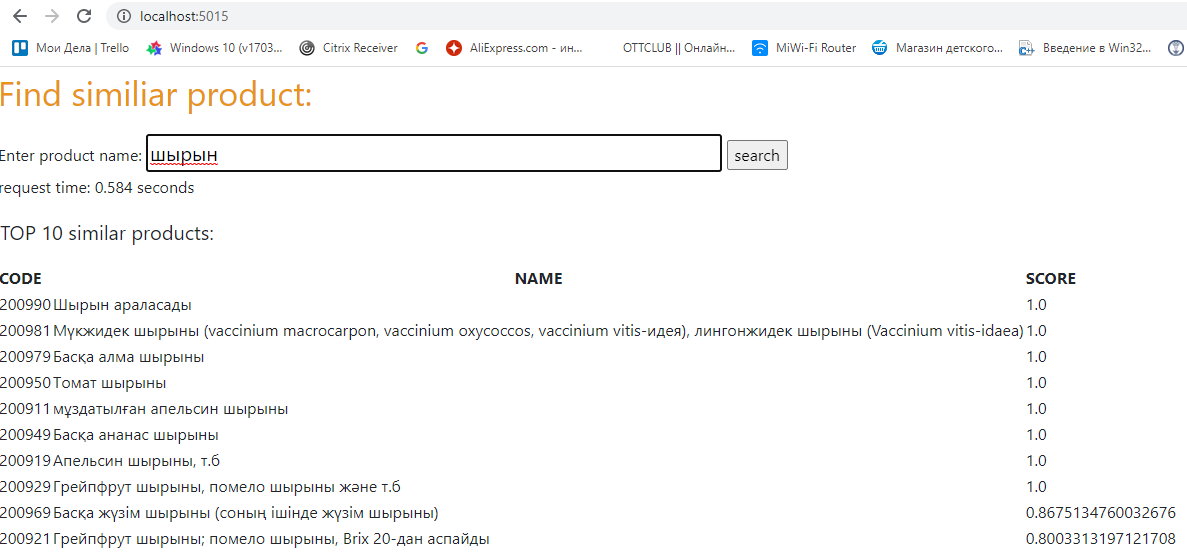 localhost:5015
Мои Дела | Trello Windows 10 (v1703... Citrix Receiver AliExpress.com - ин... OTTCLUB || Онлайн... MiWi-Fi Router Магазин детского... Введение в Win32...
Find similiar product:
Enter product name: шырын search
request time: 0.584 seconds
TOP 10 similar products:
CODE NAME SCORE
200990 Шырын араласады 1.0
200981 Мүкжидек шырыны (vaccinium macrocarpon, vaccinium oxycoccos, vaccinium vitis-идея), лингонжидек шырыны (Vaccinium vitis-idaea) 1.0
200979 Басқа алма шырыны 1.0
200950 Томат шырыны 1.0
200911 мұздатылған апельсин шырыны 1.0
200949 Басқа ананас шырыны 1.0
200919 Апельсин шырыны, т.б 1.0
200929 Грейпфрут шырыны, помело шырыны және т.б 1.0
200969 Басқа жүзім шырыны (соның ішінде жүзім шырыны) 0.8675134760032676
200921 Грейпфрут шырыны; помело шырыны, Brix 20-дан аспайды 0.8003313197121708